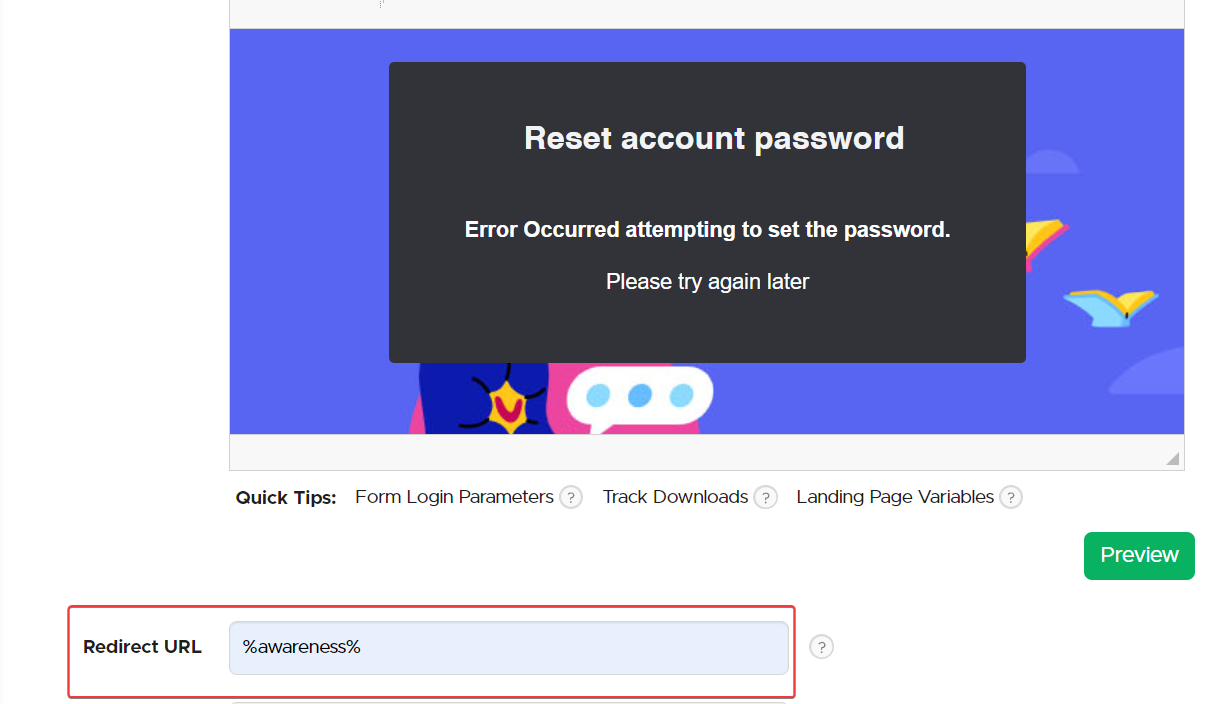 Reset account password
Error Occurred attempting to set the password.
Please try again later
Quick Tips: Form Login Parameters ? Track Downloads ? Landing Page Variables ?
Preview
Redirect URL %awareness% ?